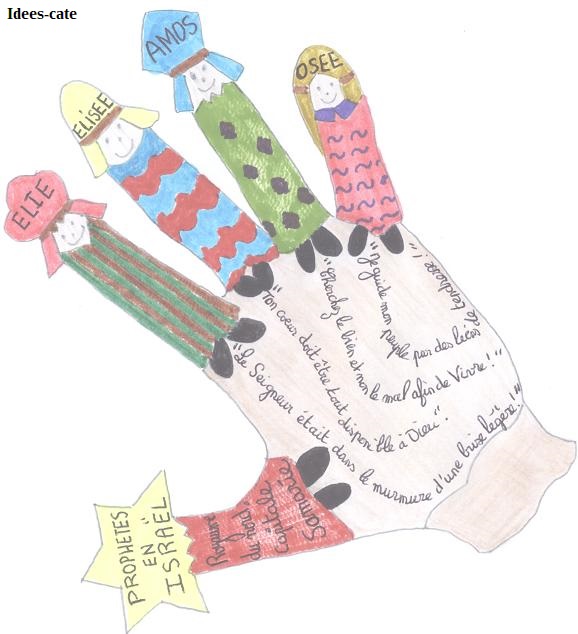 Idees-cate
ELIE
ELISEE
AMOS
OSEE
"Je guide mon peuple par des liens de tendresse !"
"Cherchez le bien et non le mal afin de Vivre !"
"Ton coeur doit être tout disponible à Dieu"!
"Le Seigneur était dans le murmure d'une brise légère!"
PROPHETES
EN
ISRAËL
Royaume
du nord
capitale
Samarie